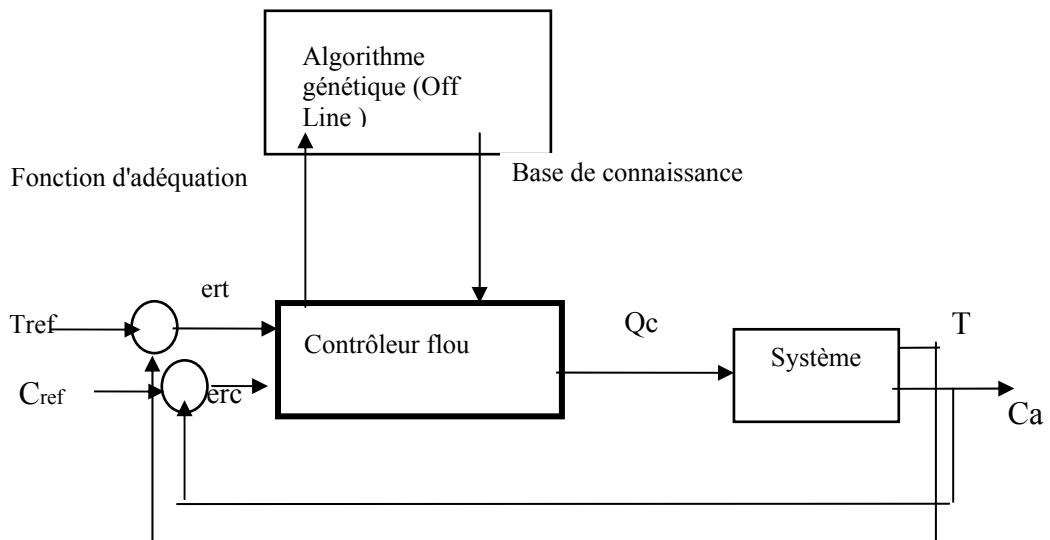 Algorithme
génétique (Off
Line )
Fonction d'adéquation
Base de connaissance
ert
Tref
Contrôleur flou
Qc
Système
T
Cref
erc
Ca